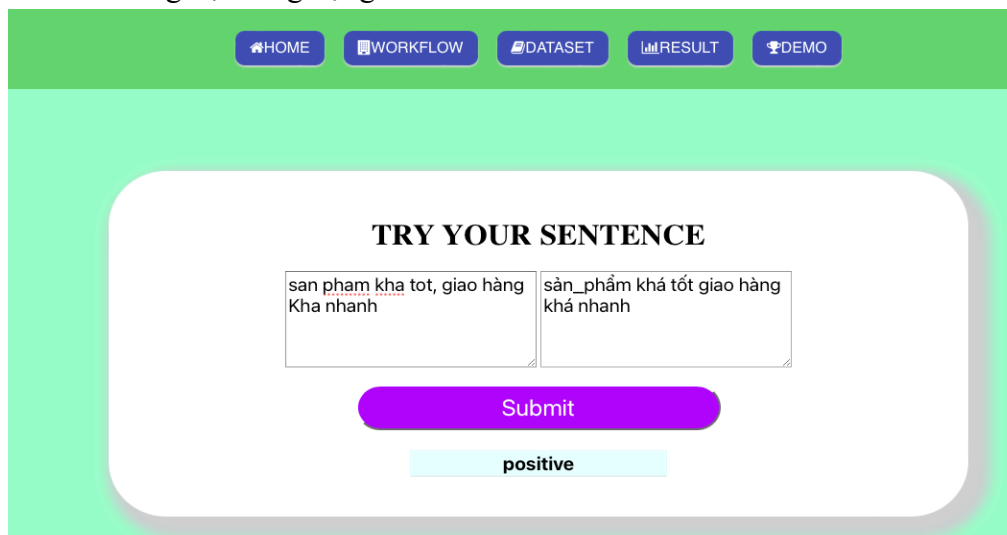 HOME WORKFLOW DATASET RESULT DEMO
TRY YOUR SENTENCE
san pham kha tot, giao hàng
Kha nhanh
sản_phẩm khá tốt giao hàng
khá nhanh
Submit
positive